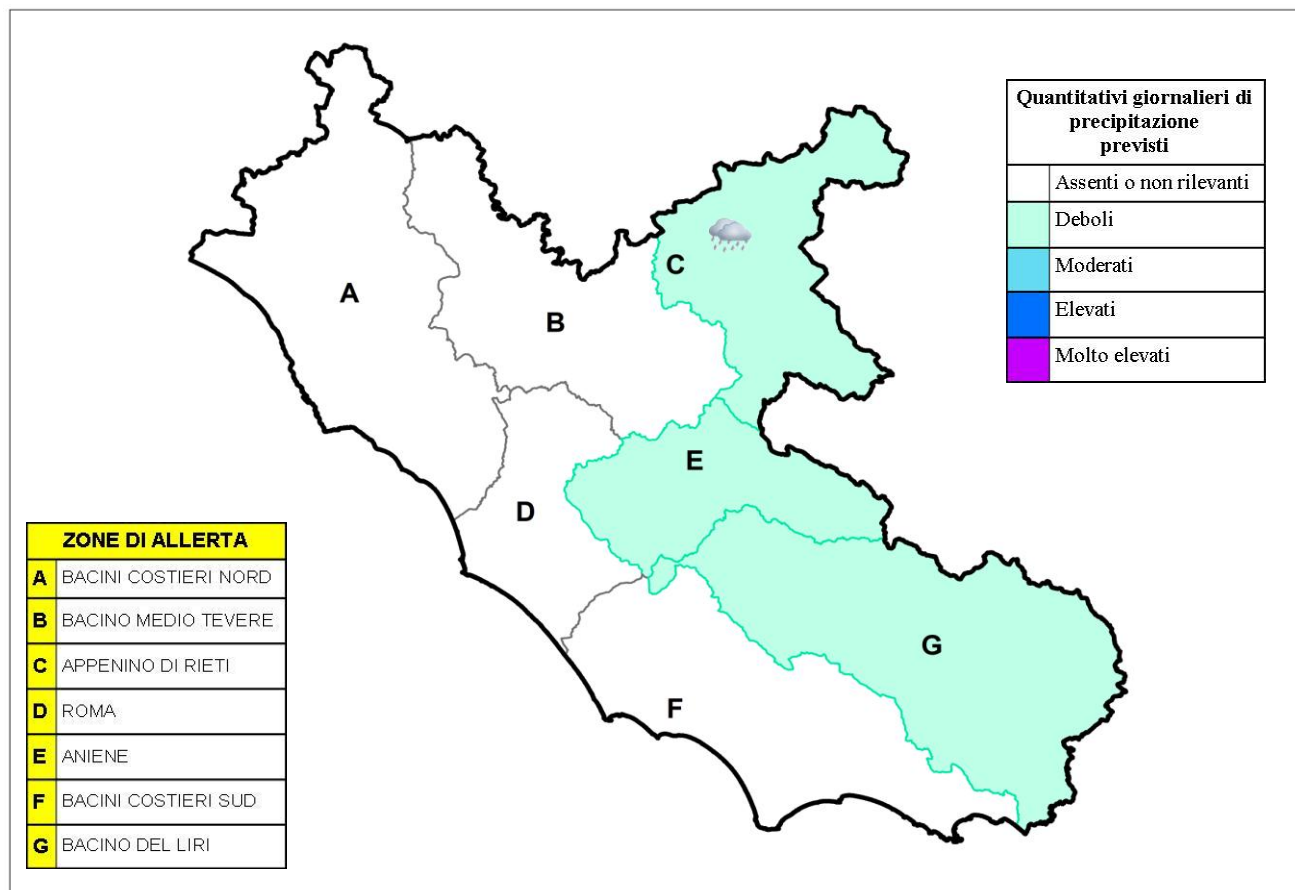 Quantitativi giornalieri di
precipitazione
previsti
Assenti o non rilevanti
Deboli
Moderati
Elevati
Molto elevati
A
B
C
D
E
F
G
ZONE DI ALLERTA
A BACINI COSTIERI NORD
B BACINO MEDIO TEVERE
C APPENINO DI RIETI
D ROMA
E ANIENE
F BACINI COSTIERI SUD
G BACINO DEL LIRI